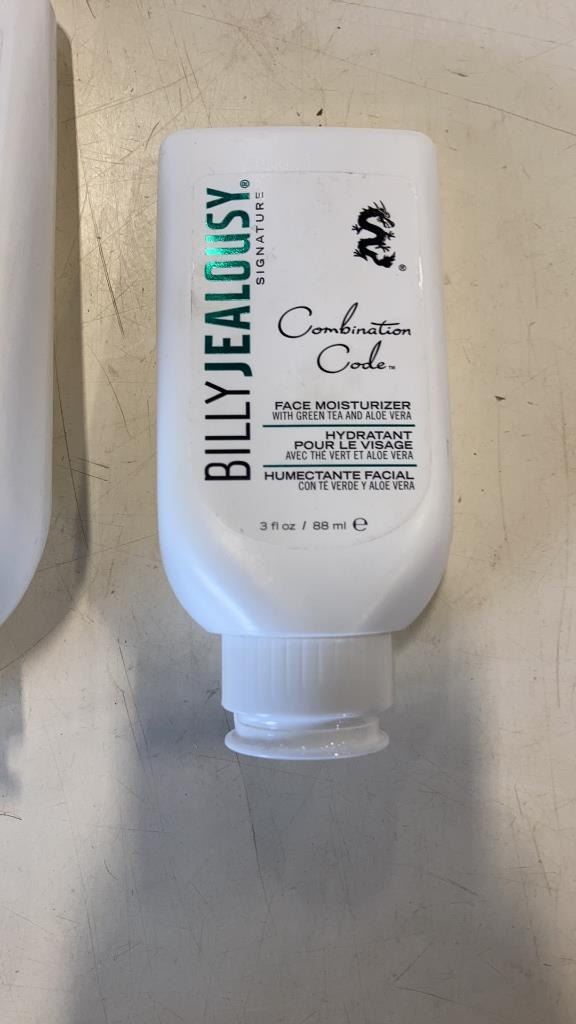 BILLY JEALOUSY®
SIGNATURE
®
Combination
Code™
FACE MOISTURIZER
WITH GREEN TEA AND ALOE VERA
HYDRATANT
POUR LE VISAGE
AVEC THÉ VERT ET ALOE VERA
HUMECTANTE FACIAL
CON TÉ VERDE Y ALOE VERA
3 fl oz / 88 ml ℮